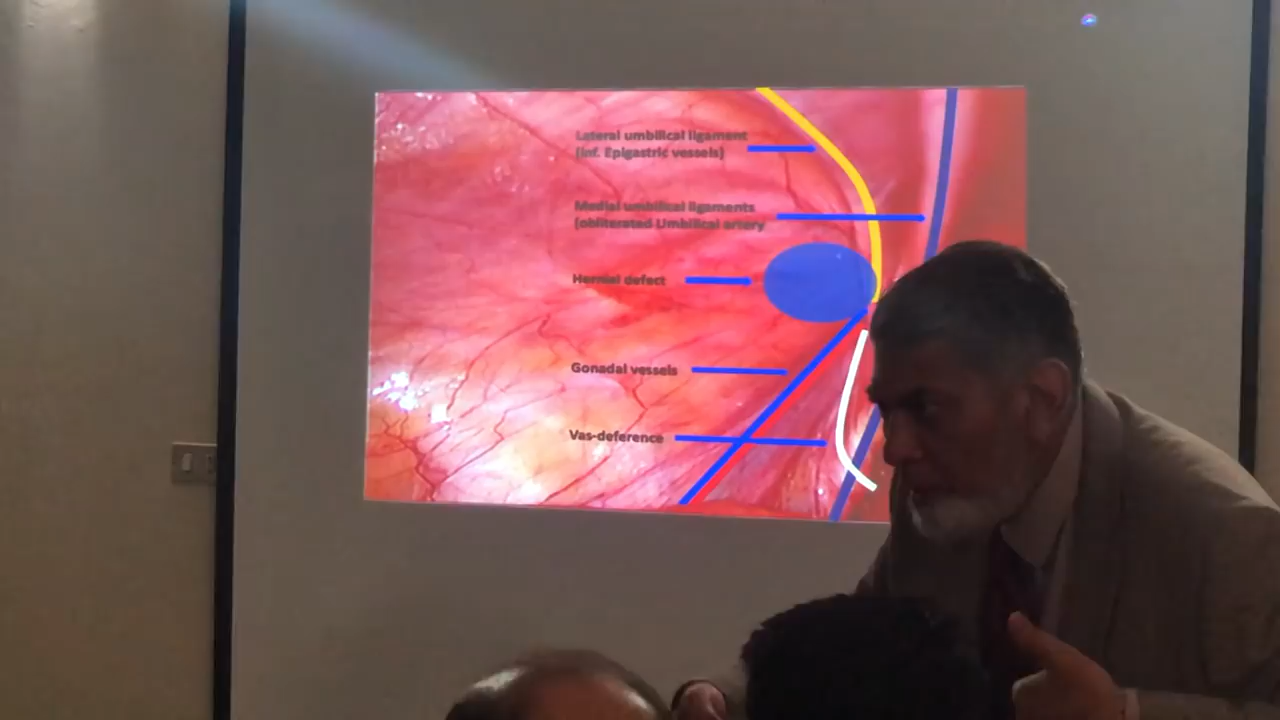 Lateral umbilical ligament
(Inf. Epigastric vessels)
Medial umbilical ligaments
(obliterated Umbilical artery
Hernial defect
Gonadal vessels
Vas-deference